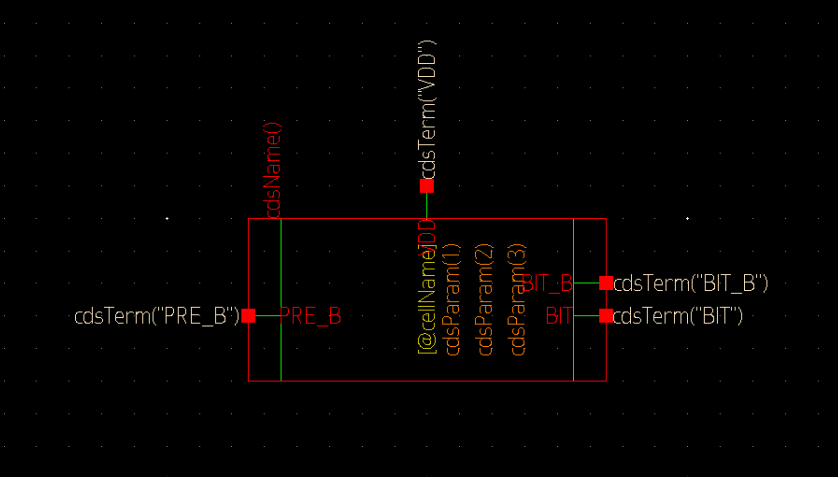 cdsTerm("VDD")
cdsName()
VDD
[@cellName]
cdsParam(1)
cdsParam(2)
cdsParam(3)
BIT_B
cdsTerm("BIT_B")
cdsTerm("PRE_B")
PRE_B
BIT
cdsTerm("BIT")